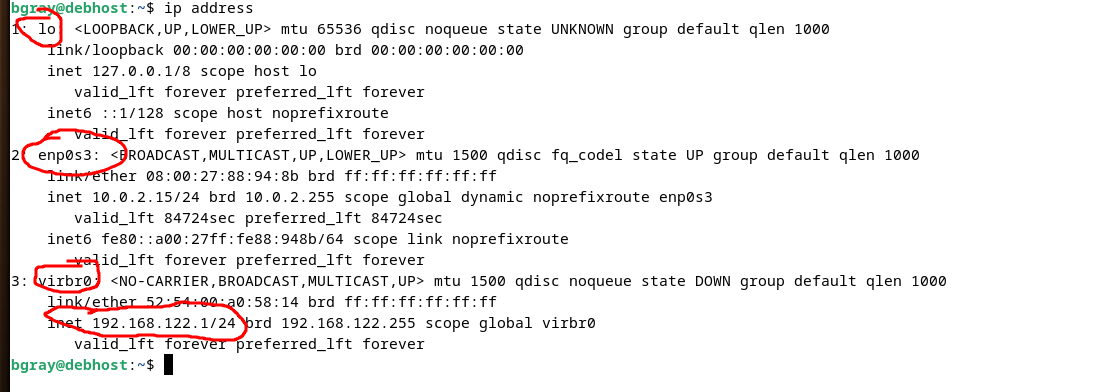 bgray@debhost:~$ ip address
1: lo: <LOOPBACK,UP,LOWER_UP> mtu 65536 qdisc noqueue state UNKNOWN group default qlen 1000
link/loopback 00:00:00:00:00:00 brd 00:00:00:00:00:00
inet 127.0.0.1/8 scope host lo
valid_lft forever preferred_lft forever
inet6 ::1/128 scope host noprefixroute
valid_lft forever preferred_lft forever
2: enp0s3: <BROADCAST,MULTICAST,UP,LOWER_UP> mtu 1500 qdisc fq_codel state UP group default qlen 1000
link/ether 08:00:27:88:94:8b brd ff:ff:ff:ff:ff:ff
inet 10.0.2.15/24 brd 10.0.2.255 scope global dynamic noprefixroute enp0s3
valid_lft 84724sec preferred_lft 84724sec
inet6 fe80::a00:27ff:fe88:948b/64 scope link noprefixroute
valid_lft forever preferred_lft forever
3: virbr0: <NO-CARRIER,BROADCAST,MULTICAST,UP> mtu 1500 qdisc noqueue state DOWN group default qlen 1000
link/ether 52:54:00:a0:58:14 brd ff:ff:ff:ff:ff:ff
inet 192.168.122.1/24 brd 192.168.122.255 scope global virbr0
valid_lft forever preferred_lft forever
bgray@debhost:~$